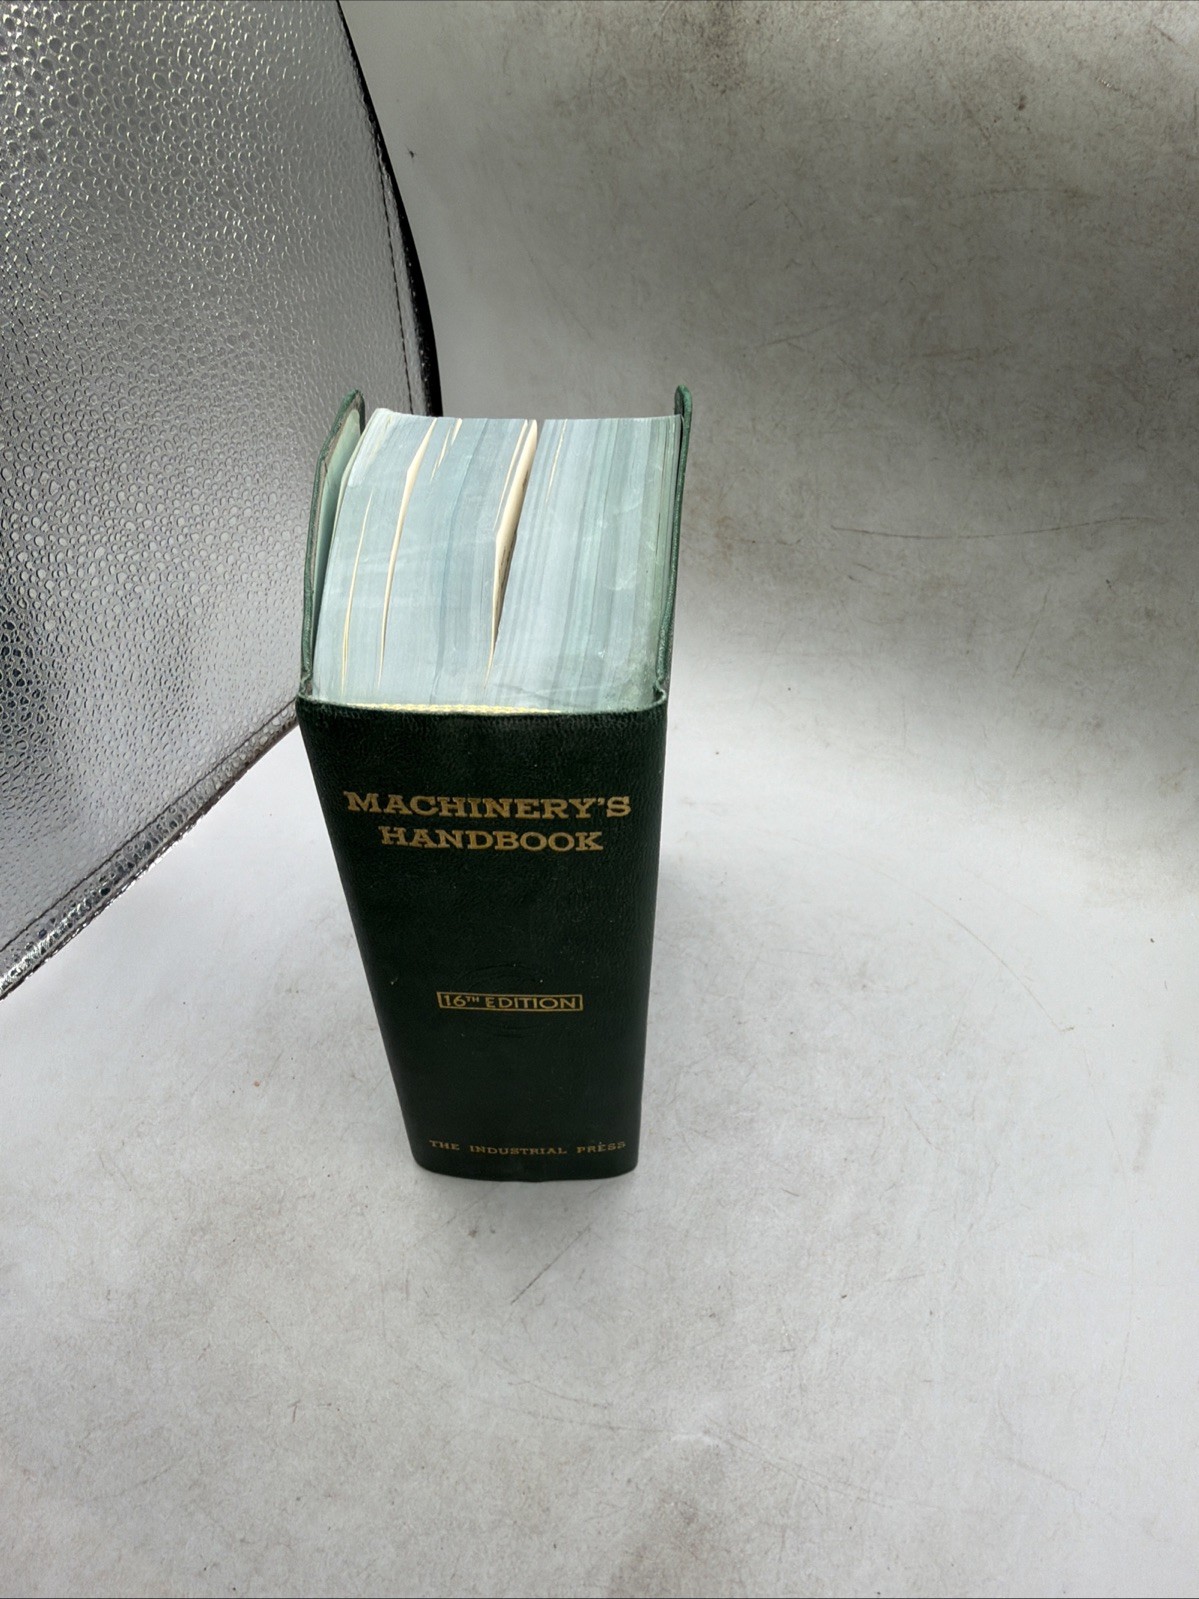 MACHINERY'S
HANDBOOK
16TH EDITION
THE INDUSTRIAL PRESS